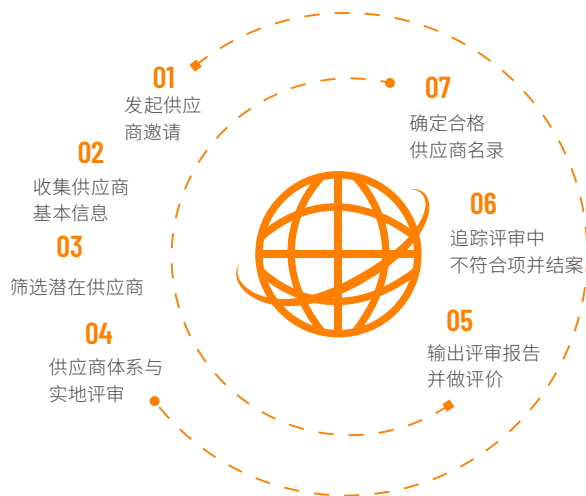 01
发起供应
商邀请
02
收集供应商
基本信息
03
筛选潜在供应商
04
供应商体系与
实地评审
05
输出评审报告
并做评价
06
追踪评审中
不符合项并结案
07
确定合格
供应商名录